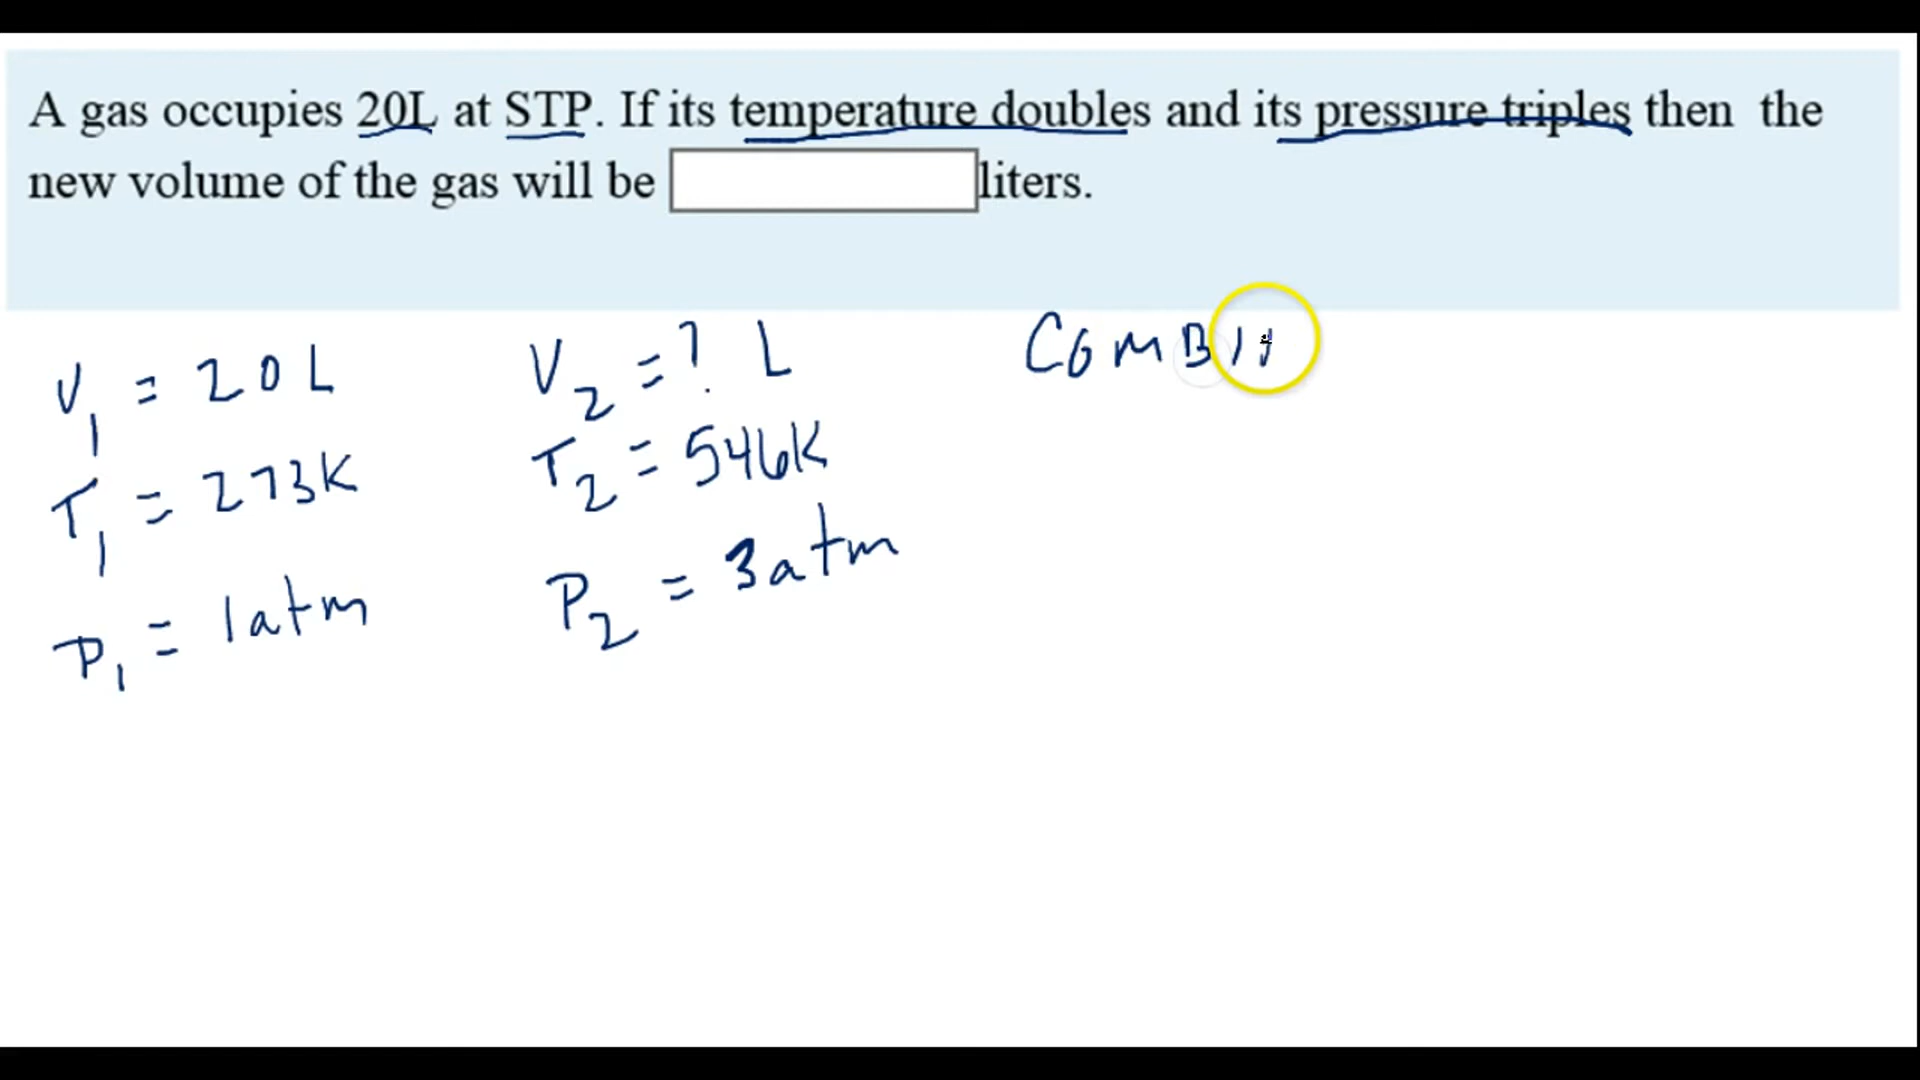 A gas occupies 20L at STP. If its temperature doubles and its pressure triples then the
new volume of the gas will be liters.
V₁ = 20 L
T₁ = 273K
P₁ = 1atm
V₂ = ? L
T₂ = 546K
P₂ = 3atm
COMBI